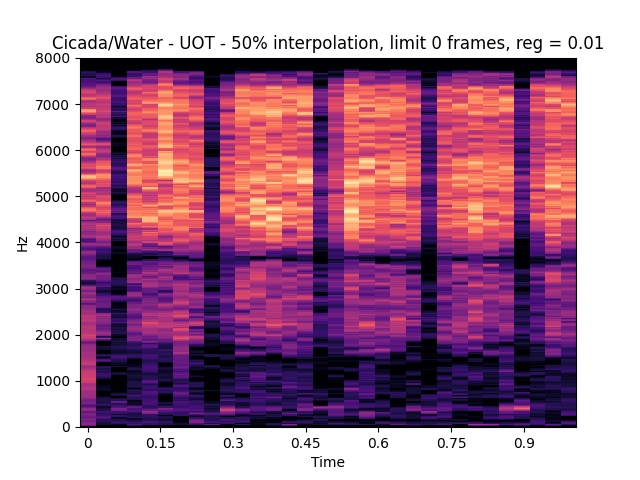 Cicada/Water - UOT - 50% interpolation, limit 0 frames, reg = 0.01
8000
7000
6000
5000
4000
3000
2000
1000
0
Hz
0 0.15 0.3 0.45 0.6 0.75 0.9
Time